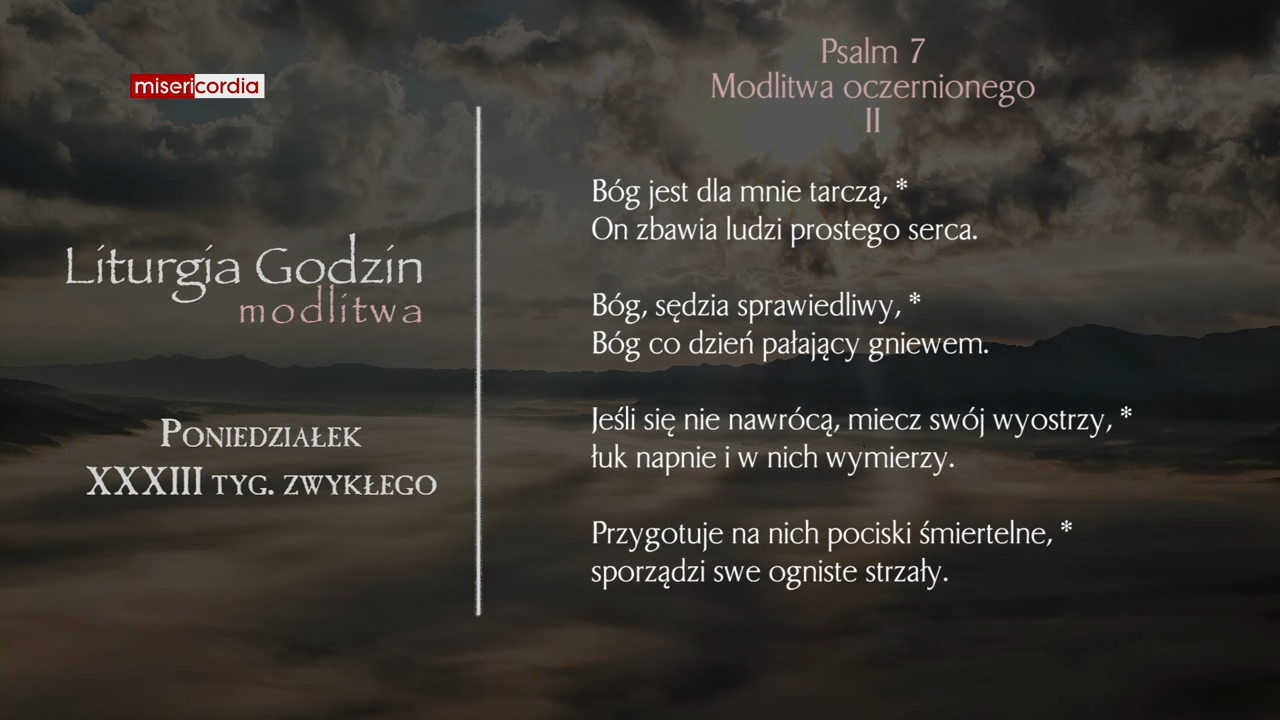 misericordia
Liturgia Godzin
modlitwa
Poniedziałek
XXXIII tyg. zwykłego
Psalm 7
Modlitwa oczernionego
II
Bóg jest dla mnie tarczą, *
On zbawia ludzi prostego serca.
Bóg, sędzia sprawiedliwy, *
Bóg co dzień pałający gniewem.
Jeśli się nie nawrócą, miecz swój wyostrzy, *
łuk napnie i w nich wymierzy.
Przygotuje na nich pociski śmiertelne, *
sporządzi swe ogniste strzały.